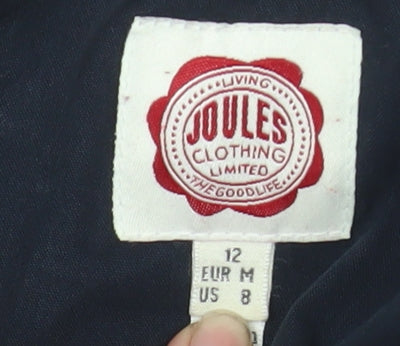 LIVING
JOULES
CLOTHING
LIMITED
THE GOOD LIFE
12
EUR M
US 8